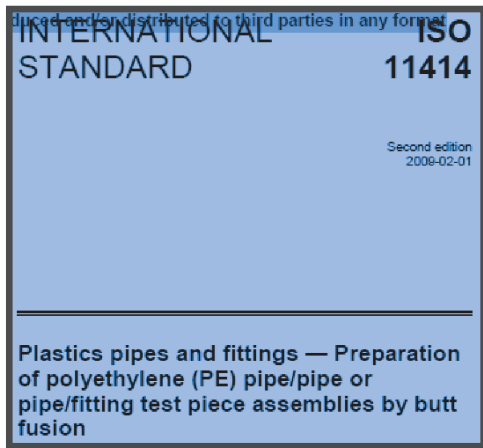 duced and/or distributed to third parties in any format
INTERNATIONAL
STANDARD
ISO
11414
Second edition
2009-02-01
Plastics pipes and fittings — Preparation
of polyethylene (PE) pipe/pipe or
pipe/fitting test piece assemblies by butt
fusion